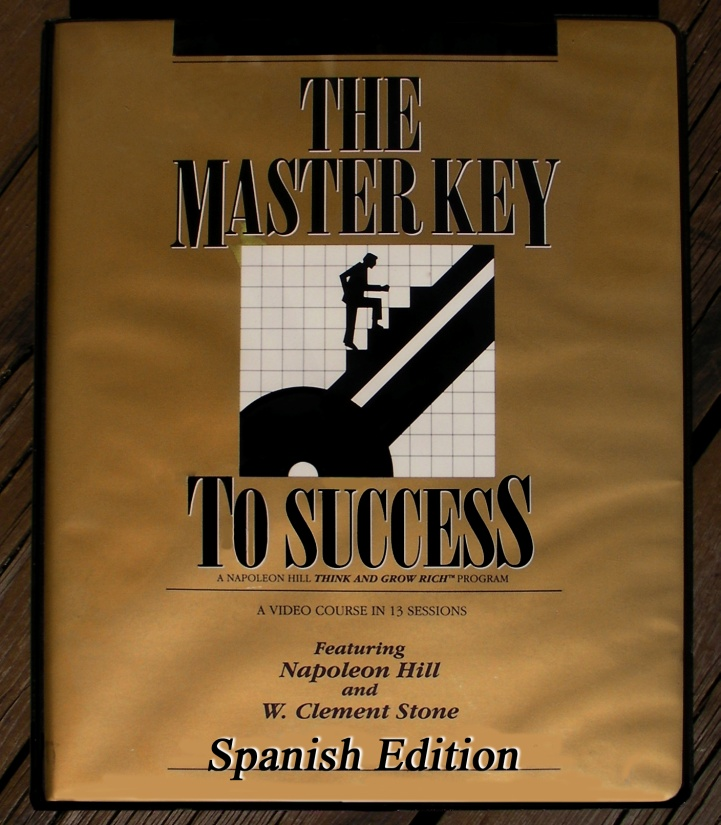 THE
MASTER KEY
TO SUCCESS
A NAPOLEON HILL THINK AND GROW RICH™ PROGRAM
A VIDEO COURSE IN 13 SESSIONS
Featuring
Napoleon Hill
and
W. Clement Stone
Spanish Edition